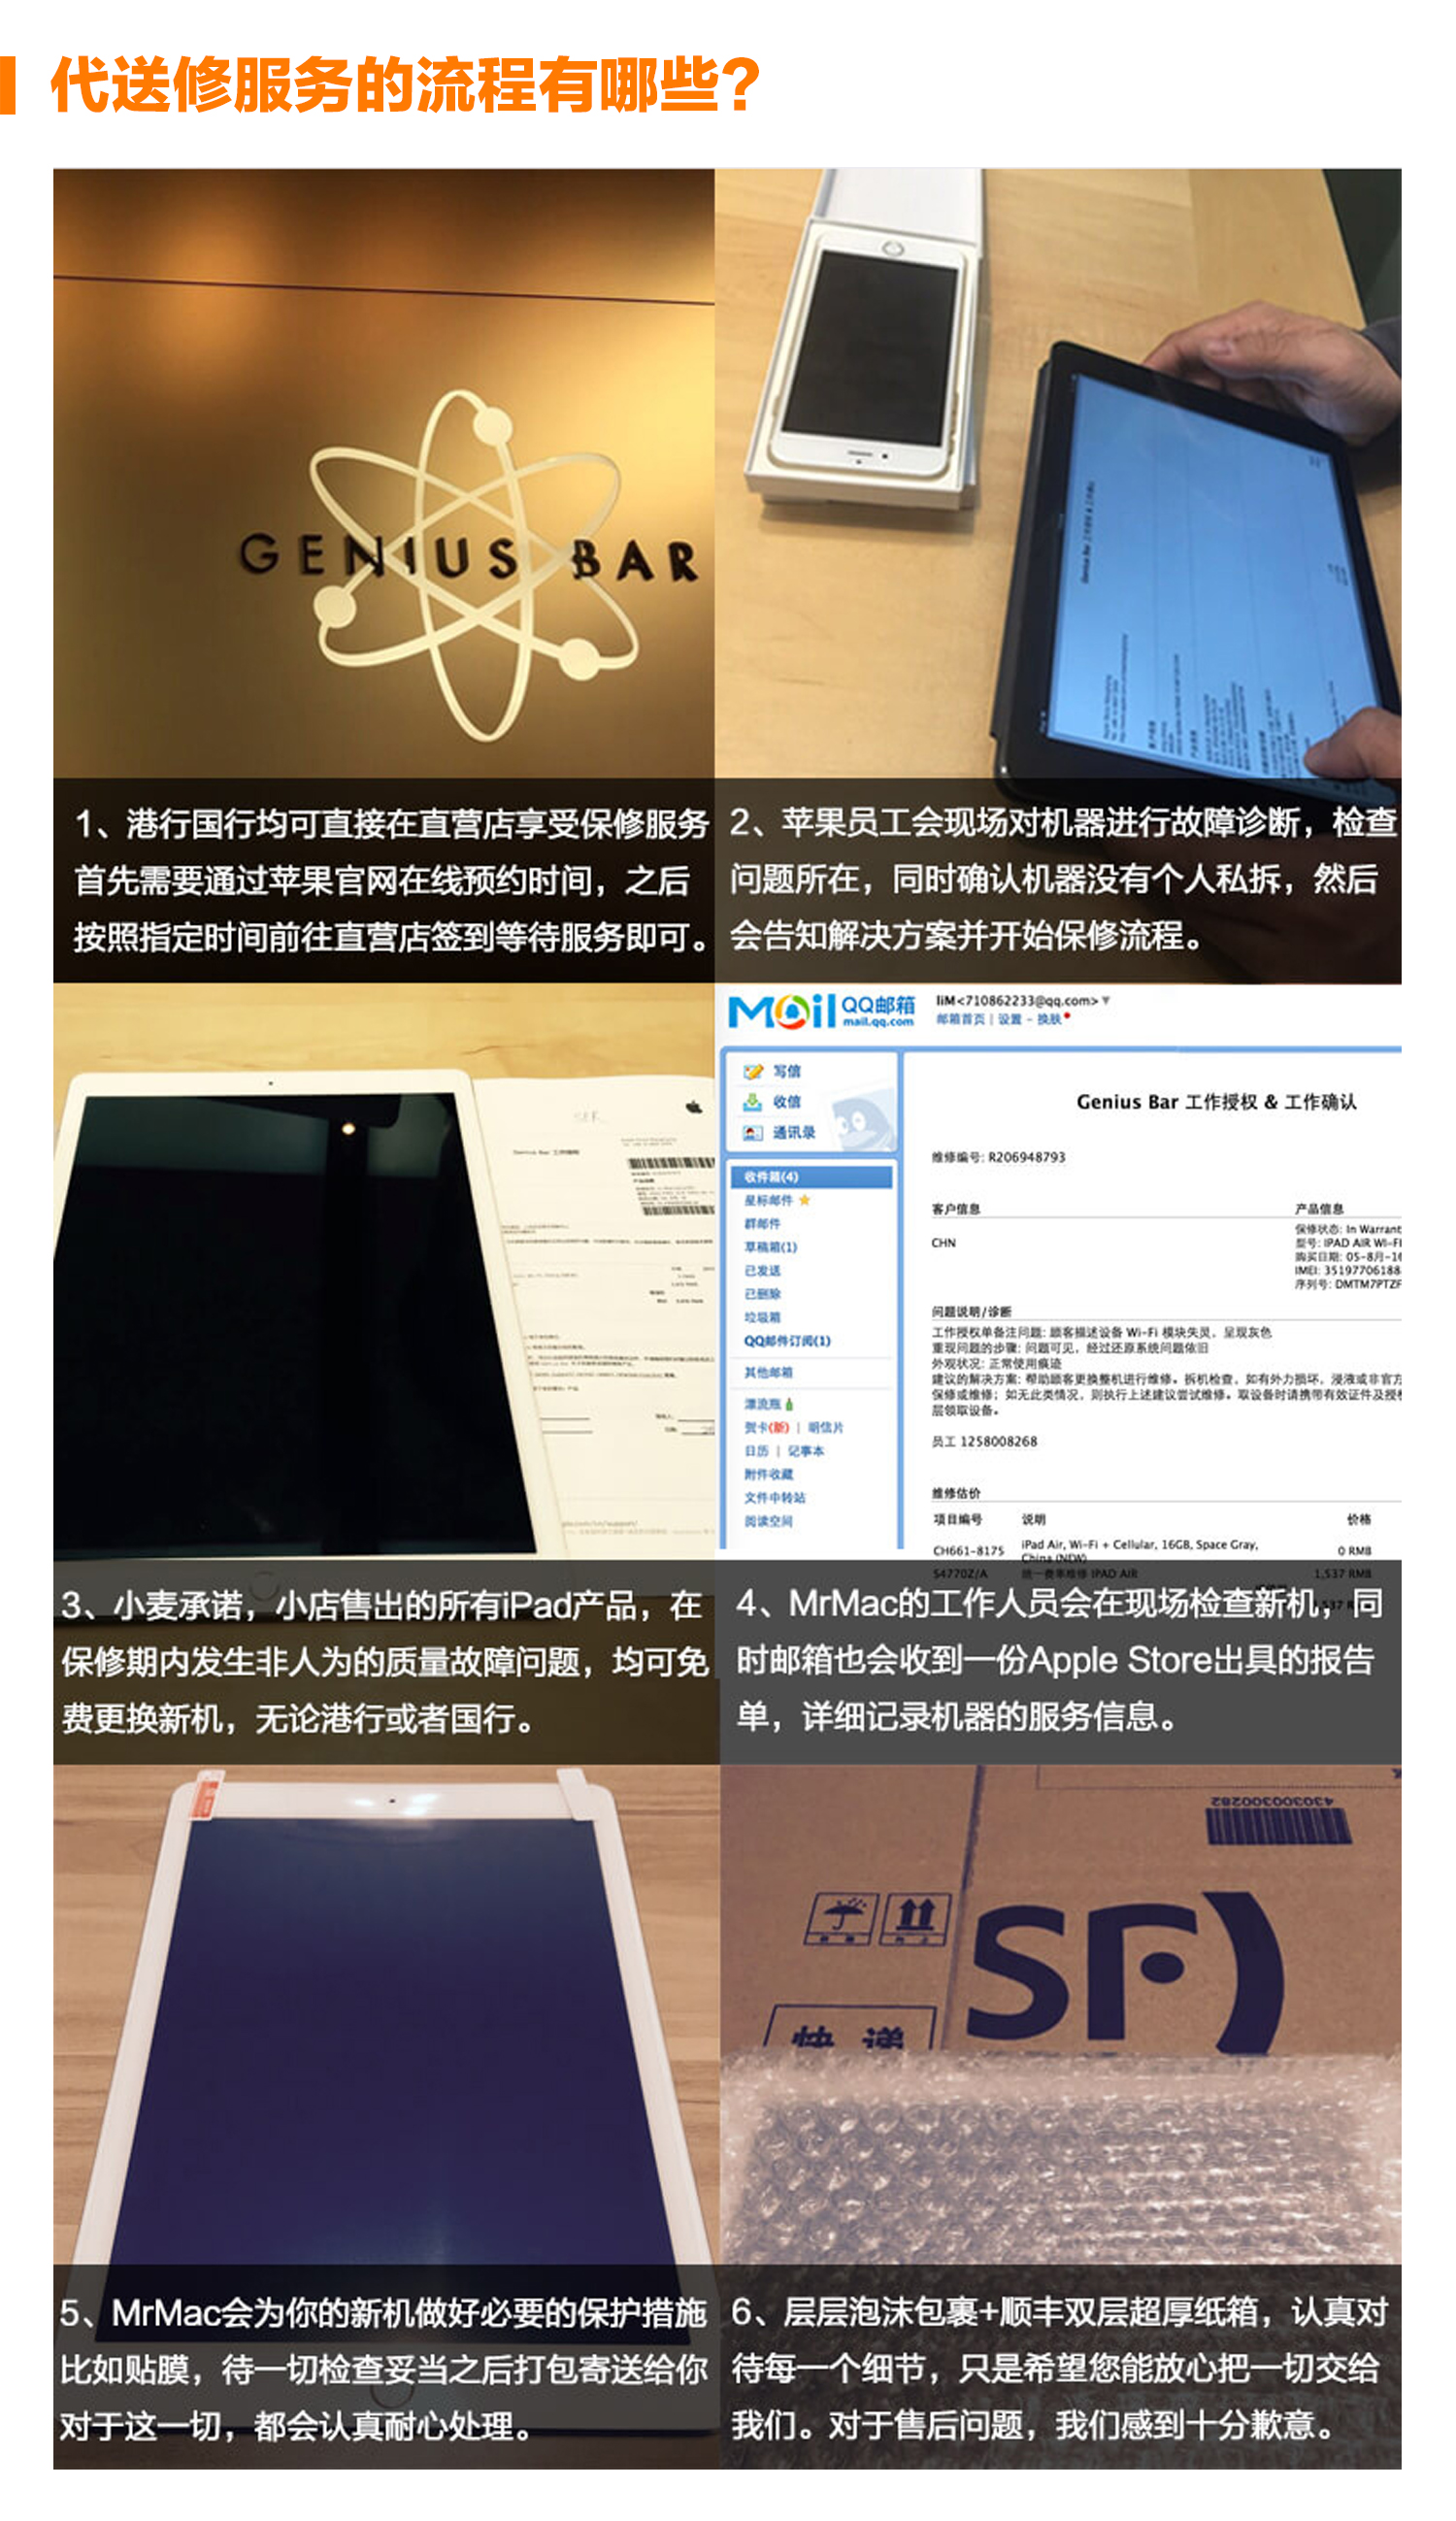 代送修服务的流程有哪些?
GENIUS BAR
1、港行国行均可直接在直营店享受保修服务
首先需要通过苹果官网在线预约时间，之后
按照指定时间前往直营店签到等待服务即可。
2、苹果员工会现场对机器进行故障诊断，检查
问题所在，同时确认机器没有个人私拆，然后
会告知解决方案并开始保修流程。
3、小麦承诺，小店售出的所有iPad产品，在
保修期内发生非人为的质量故障问题，均可免
费更换新机，无论港行或者国行。
MAil QQ邮箱
mail.qq.com
liM<710862233@qq.com>
邮箱首页 | 设置 - 换肤
写信
收信
通讯录
收件箱(4)
星标邮件
群邮件
草稿箱(1)
已发送
已删除
垃圾箱
QQ邮件订阅(1)
其他邮箱
漂流瓶
贺卡(新) | 明信片
日历 | 记事本
附件收藏
文件中转站
阅读空间
Genius Bar 工作授权 & 工作确认
维修编号: R206948793
客户信息
CHN
产品信息
保修状态: In Warrant
型号: IPAD AIR WI-FI
购买日期: 05-8月-1
IMEI: 35197706188
序列号: DMTM7PTZF
问题说明/诊断
工作授权单备注问题: 顾客描述设备 Wi-Fi 模块失灵，呈现灰色
重现问题的步骤: 问题可见，经过还原系统问题依旧
外观状况: 正常使用痕迹
建议的解决方案: 帮助顾客更换整机进行维修。拆机检查，如有外力损坏，浸液或非官方
保修或维修；如无此类情况，则执行上述建议尝试维修。取设备时请携带有效证件及授
层领取设备。
员工 1258008268
维修估价
项目编号 说明 价格
CH661-8175 iPad Air, Wi-Fi + Cellular, 16GB, Space Gray, 0 RMB
China (NEW)
S4770Z/A 统一费率维修 IPAD AIR 1,537 RMB
4、MrMac的工作人员会在现场检查新机，同
时邮箱也会收到一份Apple Store出具的报告
单，详细记录机器的服务信息。
5、MrMac会为你的新机做好必要的保护措施
比如贴膜，待一切检查妥当之后打包寄送给你
对于这一切，都会认真耐心处理。
403030300282
SF
快递
6、层层泡沫包裹+顺丰双层超厚纸箱，认真对
待每一个细节，只是希望您能放心把一切交给
我们。对于售后问题，我们感到十分歉意。